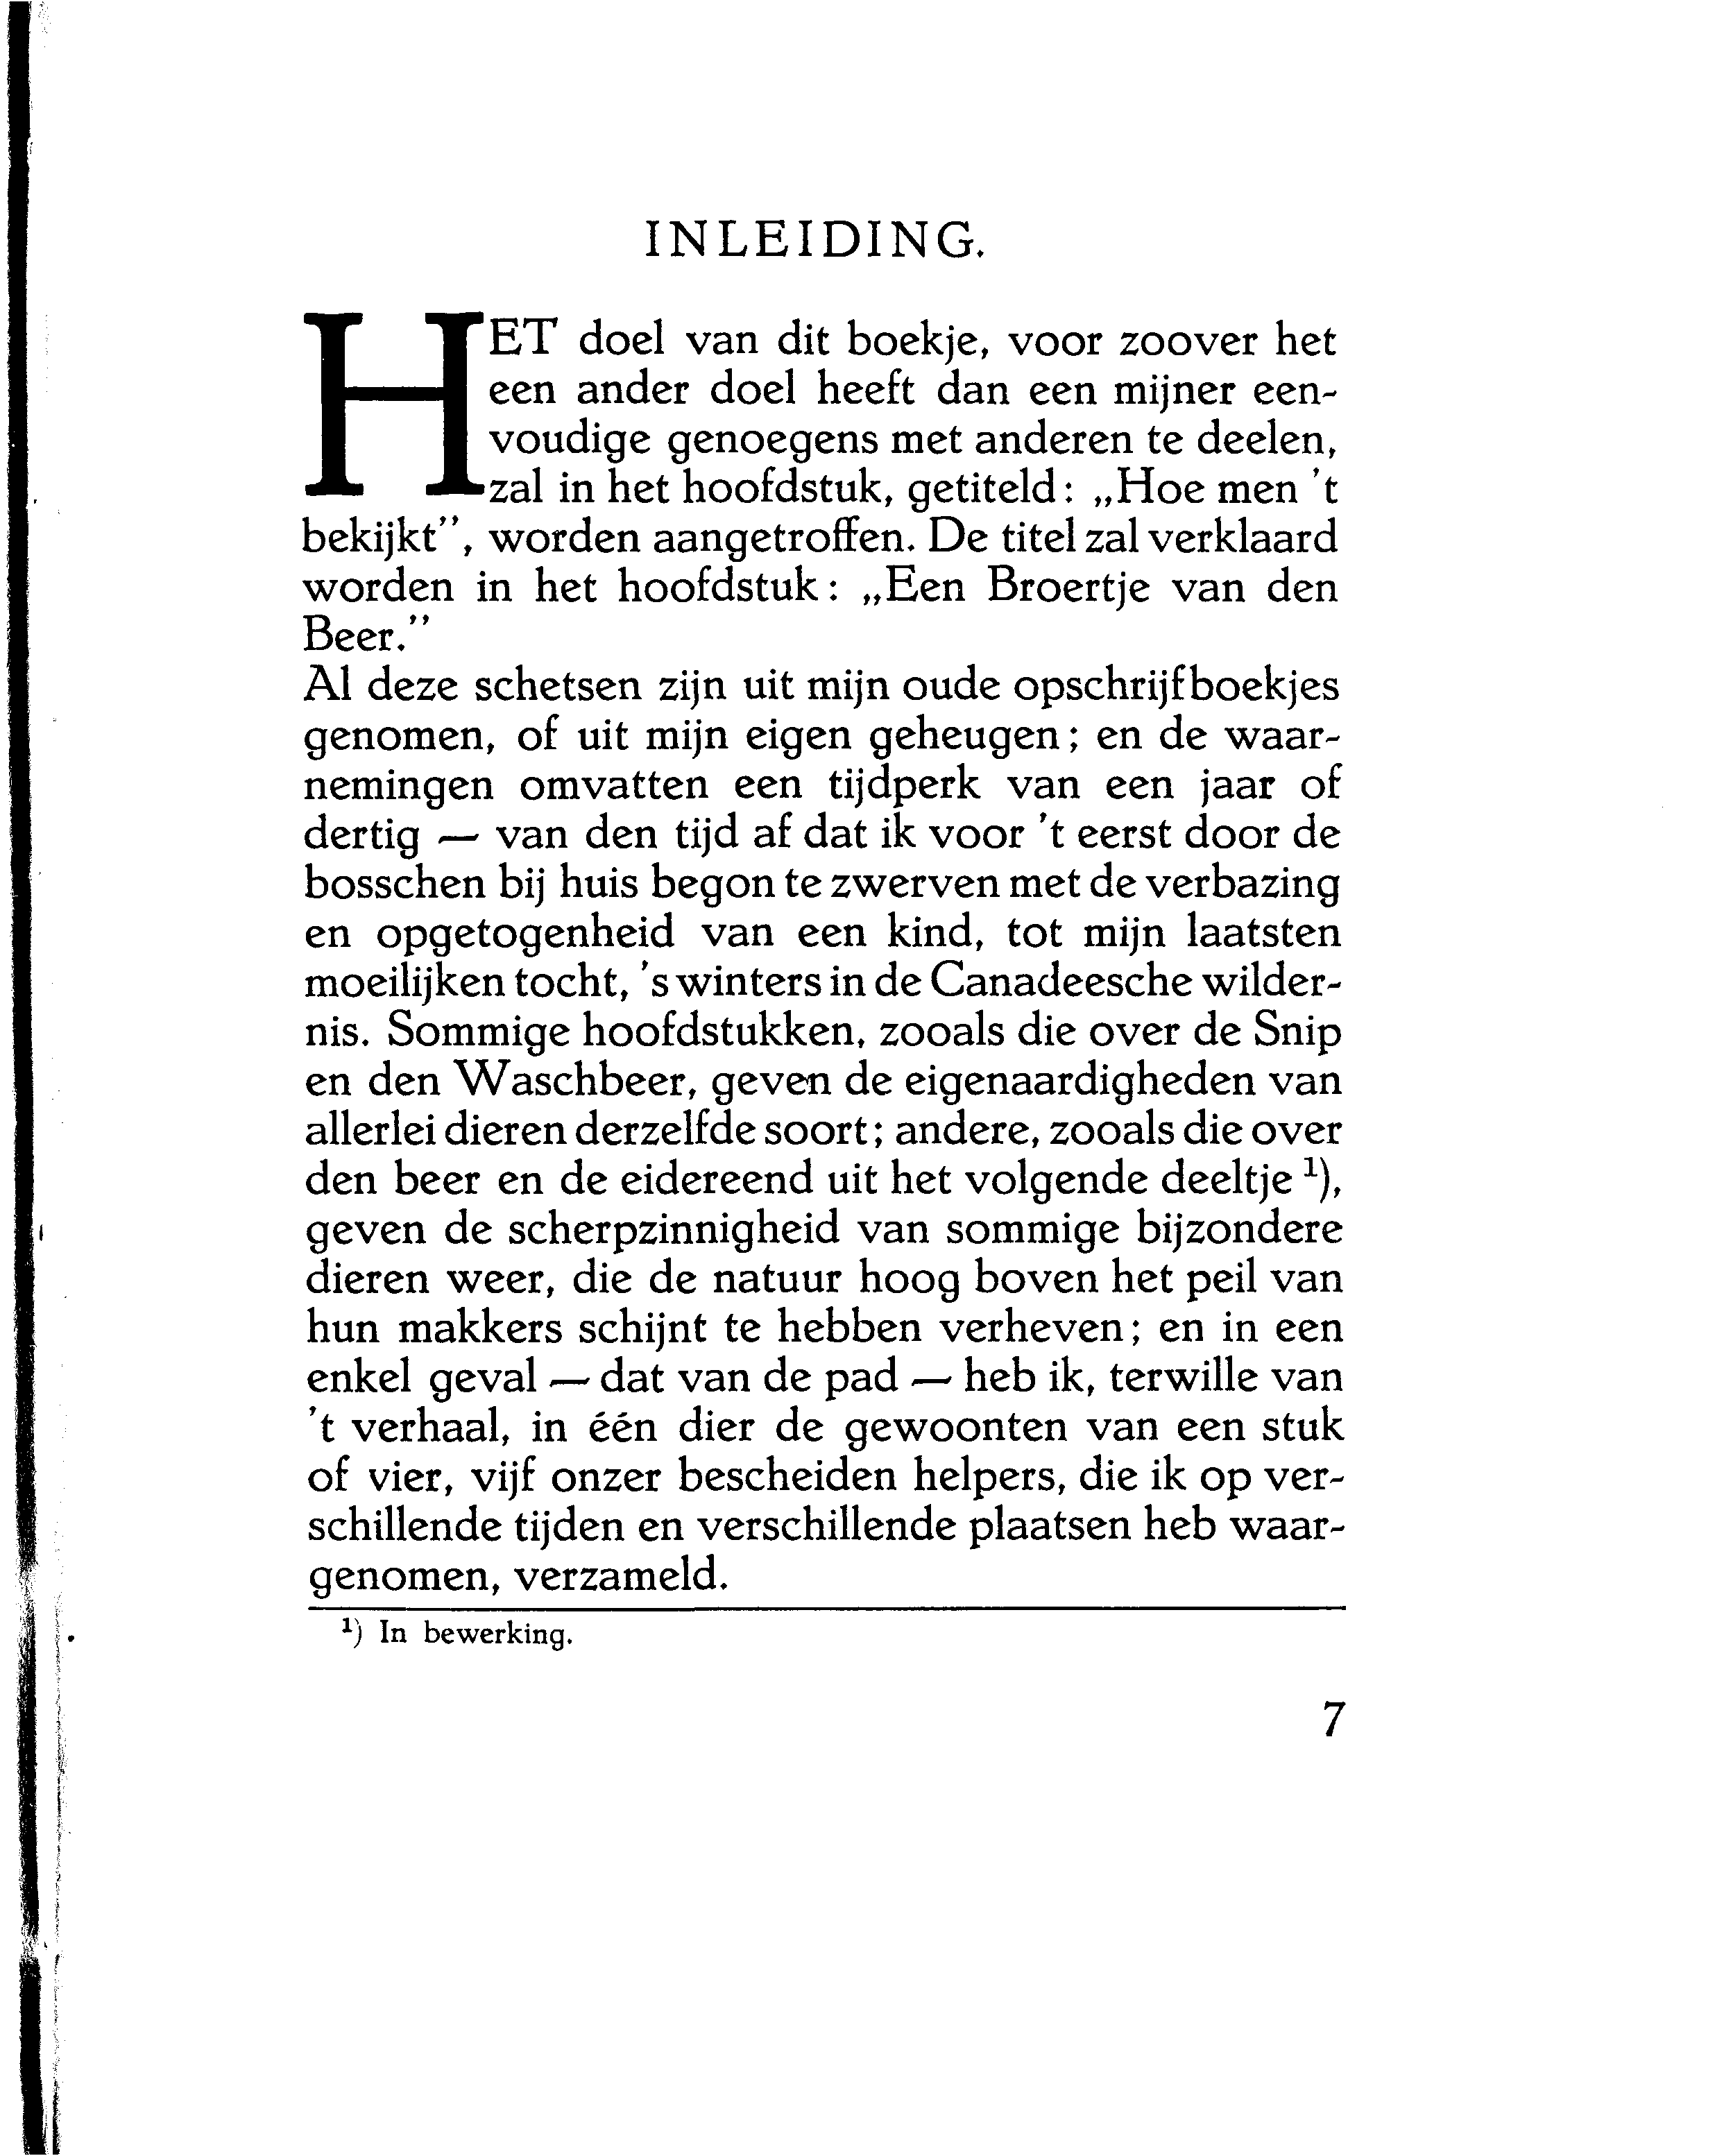 INLEIDING.
HET doel van dit boekje, voor zoover het
een ander doel heeft dan een mijner een-
voudige genoegens met anderen te deelen,
zal in het hoofdstuk, getiteld: „Hoe men 't
bekijkt”, worden aangetroffen. De titel zal verklaard
worden in het hoofdstuk: „Een Broertje van den
Beer.”
Al deze schetsen zijn uit mijn oude opschrijfboekjes
genomen, of uit mijn eigen geheugen; en de waar-
nemingen omvatten een tijdperk van een jaar of
dertig — van den tijd af dat ik voor 't eerst door de
bosschen bij huis begon te zwerven met de verbazing
en opgetogenheid van een kind, tot mijn laatsten
moeilijken tocht, 's winters in de Canadeesche wilder-
nis. Sommige hoofdstukken, zooals die over de Snip
en den Waschbeer, geven de eigenaardigheden van
allerlei dieren derzelfde soort; andere, zooals die over
den beer en de eidereend uit het volgende deeltje ¹),
geven de scherpzinnigheid van sommige bijzondere
dieren weer, die de natuur hoog boven het peil van
hun makkers schijnt te hebben verheven; en in een
enkel geval — dat van de pad — heb ik, terwille van
't verhaal, in één dier de gewoonten van een stuk
of vier, vijf onzer bescheiden helpers, die ik op ver-
schillende tijden en verschillende plaatsen heb waar-
genomen, verzameld.
¹) In bewerking.
7